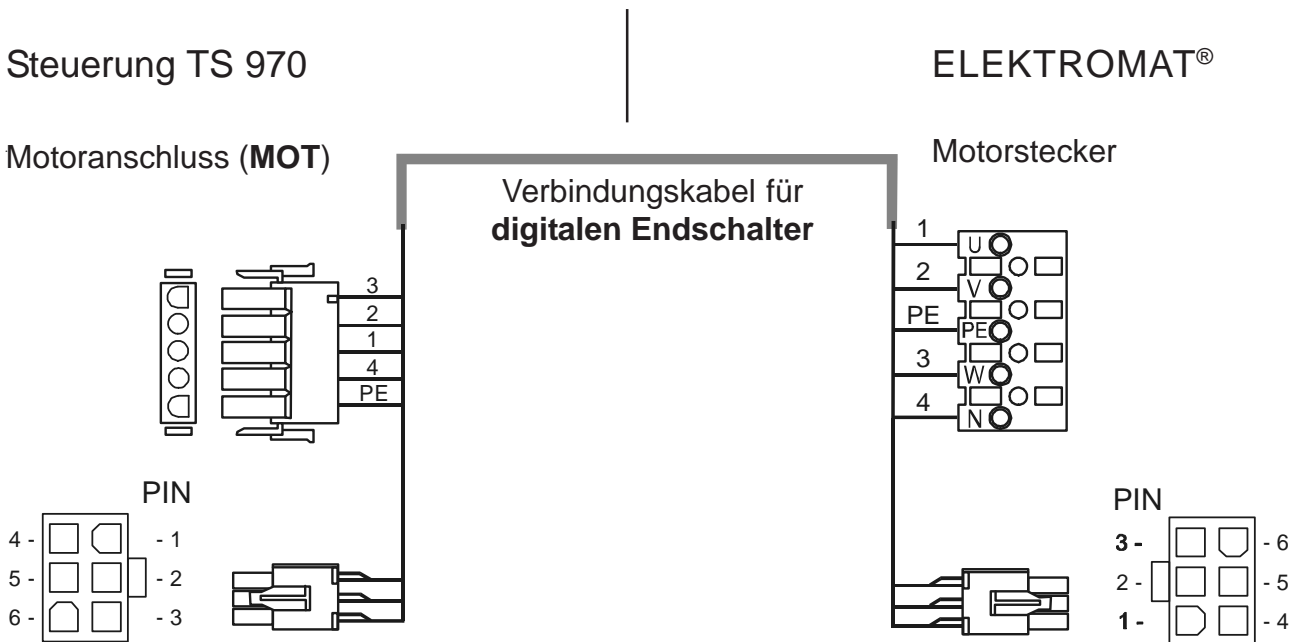 Steuerung TS 970
ELEKTROMAT®
Motoranschluss (MOT)
Motorstecker
Verbindungskabel für
digitalen Endschalter
3
2
1
4
PE
1
2
PE
3
4
U
V
PE
W
N
PIN
4 - - 1
5 - - 2
6 - - 3
PIN
3 - - 6
2 - - 5
1 - - 4